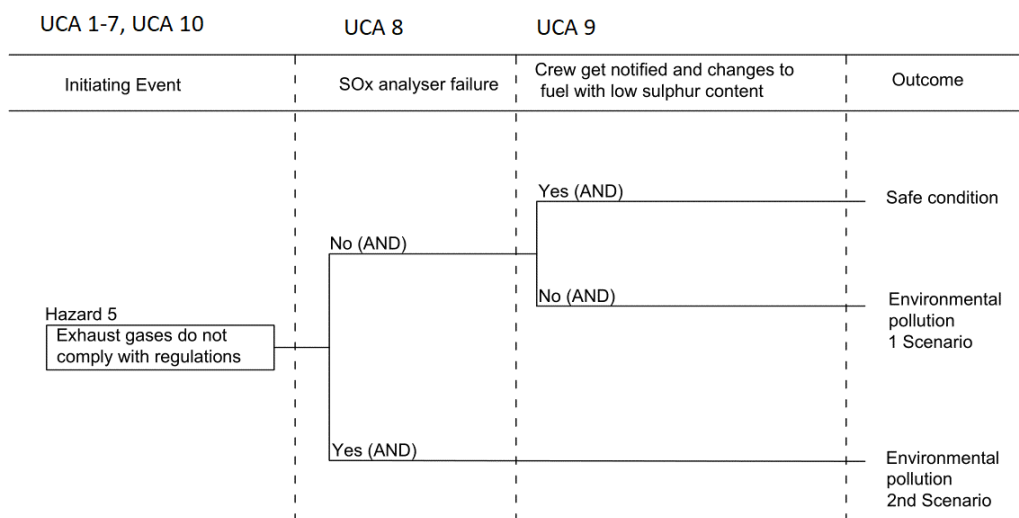 UCA 1-7, UCA 10
UCA 8
UCA 9
Initiating Event
SOx analyser failure
Crew get notified and changes to
fuel with low sulphur content
Outcome
Yes (AND)
Safe condition
No (AND)
No (AND)
Environmental
pollution
1 Scenario
Hazard 5
Exhaust gases do not
comply with regulations
Yes (AND)
Environmental
pollution
2nd Scenario